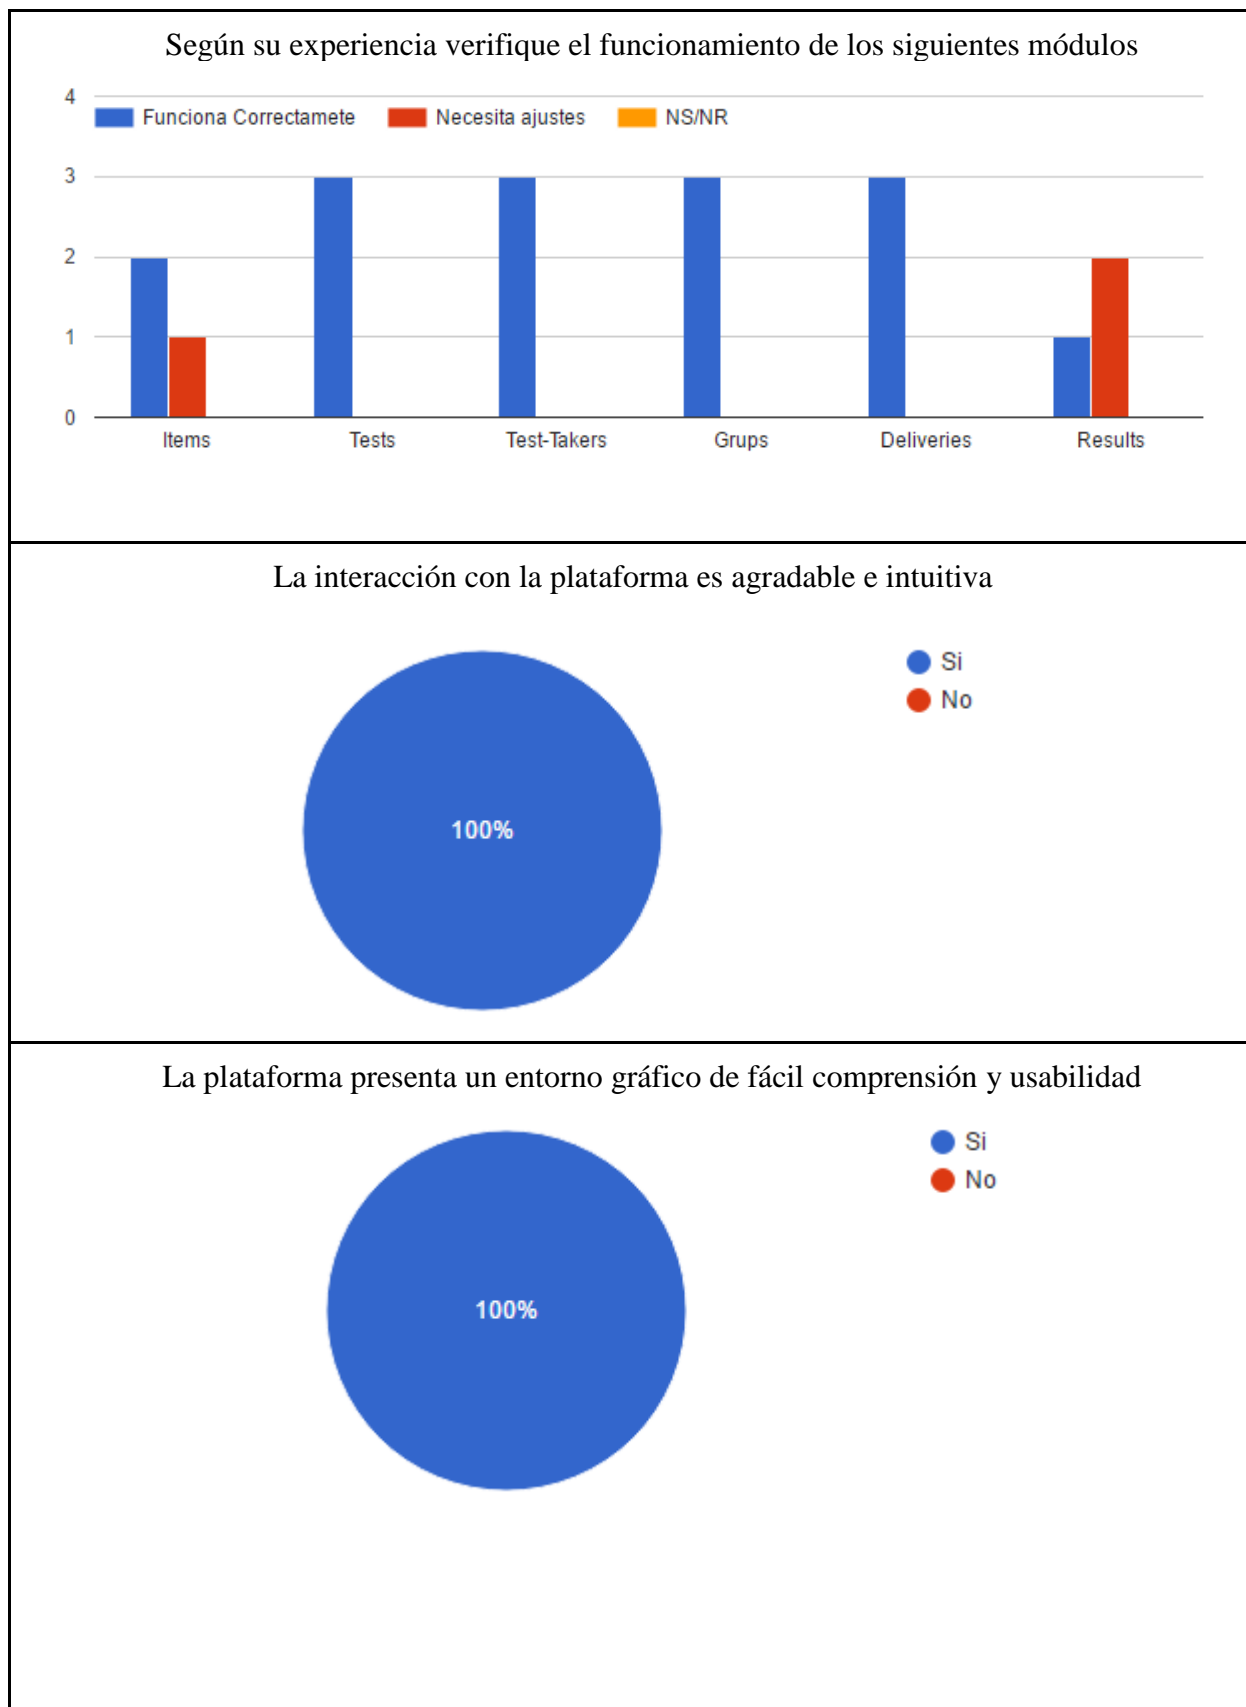 Según su experiencia verifique el funcionamiento de los siguientes módulos
4
Funciona Correctamete Necesita ajustes NS/NR
3
2
1
0
Items Tests Test-Takers Grups Deliveries Results
La interacción con la plataforma es agradable e intuitiva
Si
No
100%
La plataforma presenta un entorno gráfico de fácil comprensión y usabilidad
Si
No
100%